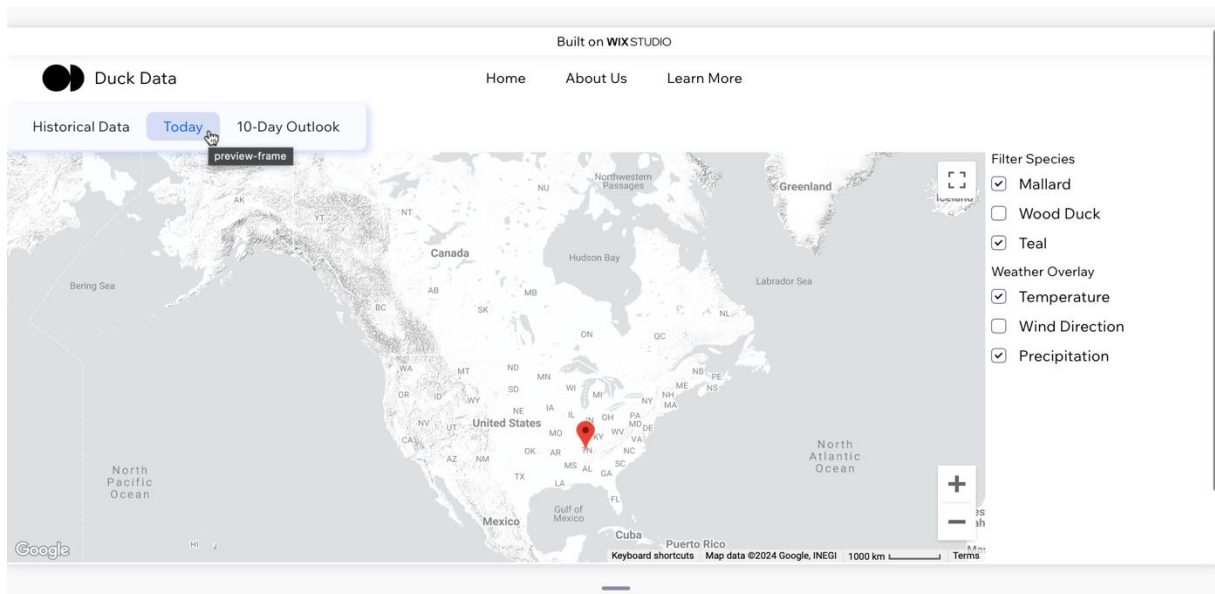 Built on WIX STUDIO
Duck Data
Home About Us Learn More
Historical Data Today 10-Day Outlook
preview-frame
Filter Species
Mallard
Wood Duck
Teal
Weather Overlay
Temperature
Wind Direction
Precipitation
Northwestern
Passages
NU
Greenland
Iceland
AK
YT
NT
Canada
Hudson Bay
Bering Sea
Labrador Sea
AB
MB
BC
SK
NL
ON
QC
WA
MT
ND
MN
NB
PE
OR
ID
WY
SD
WI
MI
ME
NS
NH
NY
MA
NE
IA
IL
IN
OH
PA
MD
DE
NV
UT
United States
MO
KY
WV
VA
CA
AZ
NM
OK
AR
TN
NC
MS
AL
GA
SC
TX
LA
FL
North
Atlantic
Ocean
North
Pacific
Ocean
Gulf of
Mexico
Mexico
Cuba
Puerto Rico
HI
Google
Keyboard shortcuts Map data ©2024 Google, INEGI 1000 km Terms